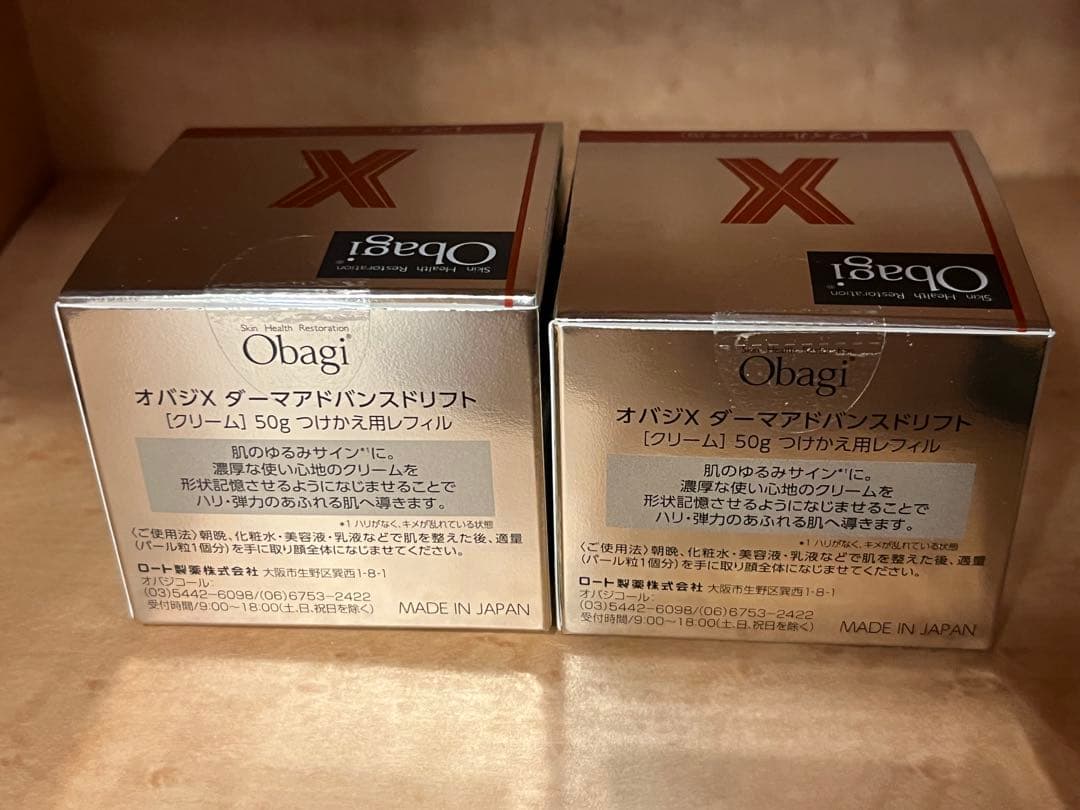 X
Obagi®
Skin Health Restoration
Skin Health Restoration
Obagi®
オバジX ダーマアドバンスドリフト
[クリーム] 50g つけかえ用レフィル
肌のゆるみサイン*1に。
濃厚な使い心地のクリームを
形状記憶させるようになじませることで
ハリ・弾力のあふれる肌へ導きます。
*1 ハリがなく、キメが乱れている状態
〈ご使用法〉朝晩、化粧水・美容液・乳液などで肌を整えた後、適量
(パール粒1個分)を手に取り顔全体になじませてください。
ロート製薬株式会社 大阪市生野区巽西1-8-1
オバジコール:
(03)5442-6098/(06)6753-2422
受付時間/9:00〜18:00(土、日、祝日を除く)
MADE IN JAPAN
レフィル(つけかえ用)
X
Obagi®
Skin Health Restoration
Skin Health Restoration
Obagi®
オバジX ダーマアドバンスドリフト
[クリーム] 50g つけかえ用レフィル
肌のゆるみサイン*1に。
濃厚な使い心地のクリームを
形状記憶させるようになじませることで
ハリ・弾力のあふれる肌へ導きます。
*1 ハリがなく、キメが乱れている状態
〈ご使用法〉朝晩、化粧水・美容液・乳液などで肌を整えた後、適量
(パール粒1個分)を手に取り顔全体になじませてください。
ロート製薬株式会社 大阪市生野区巽西1-8-1
オバジコール:
(03)5442-6098/(06)6753-2422
受付時間/9:00〜18:00(土、日、祝日を除く)
MADE IN JAPAN